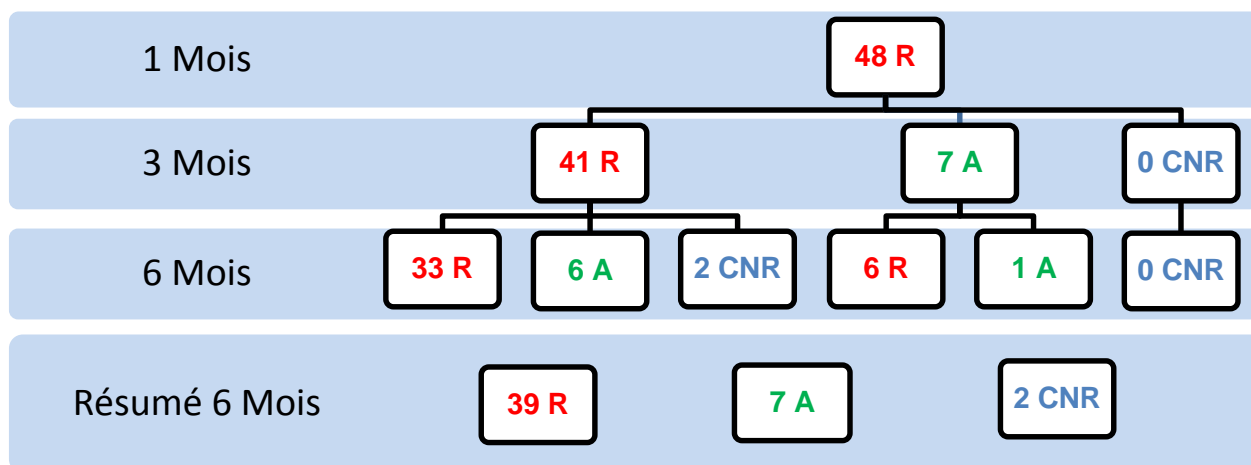 1 Mois
48 R
3 Mois
41 R
7 A
0 CNR
6 Mois
33 R
6 A
2 CNR
6 R
1 A
0 CNR
Résumé 6 Mois
39 R
7 A
2 CNR